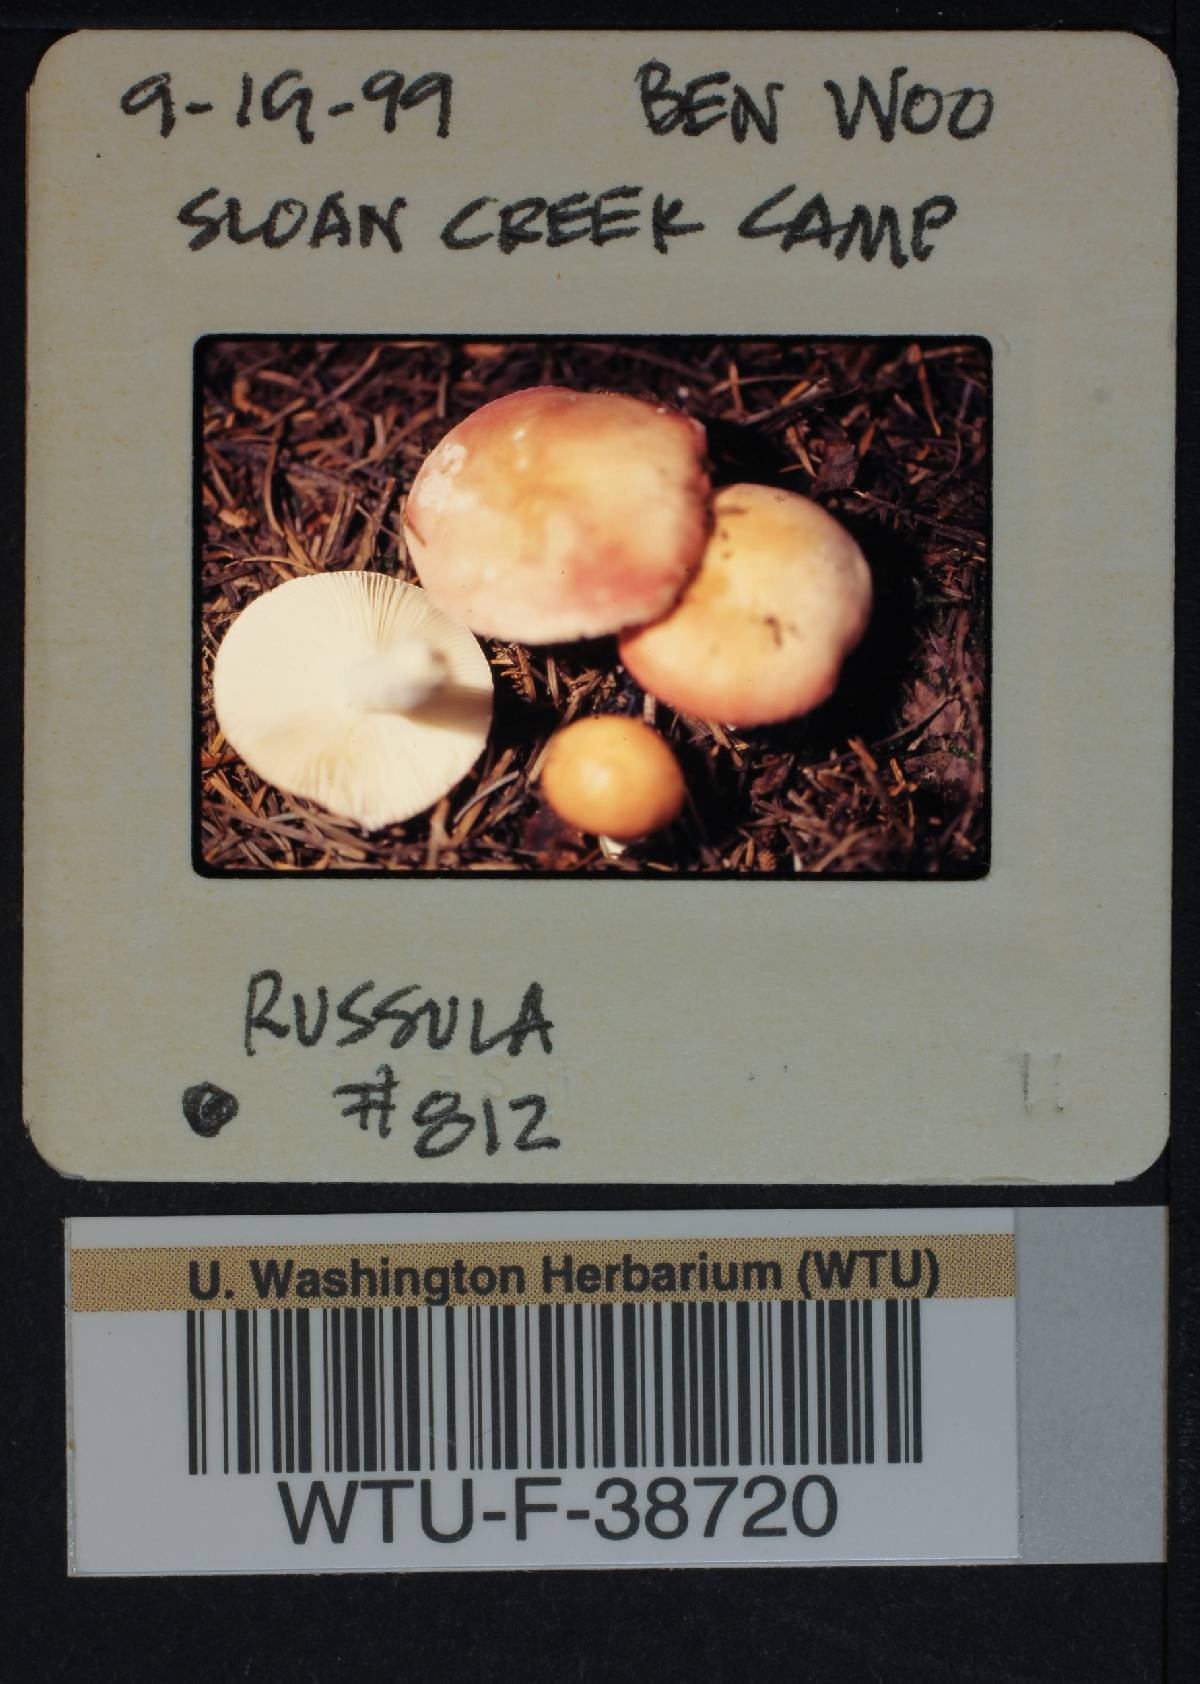 9-19-99 BEN WOO
SLOAN CREEK CAMP
RUSSULA
#812
U. Washington Herbarium (WTU)
WTU-F-38720